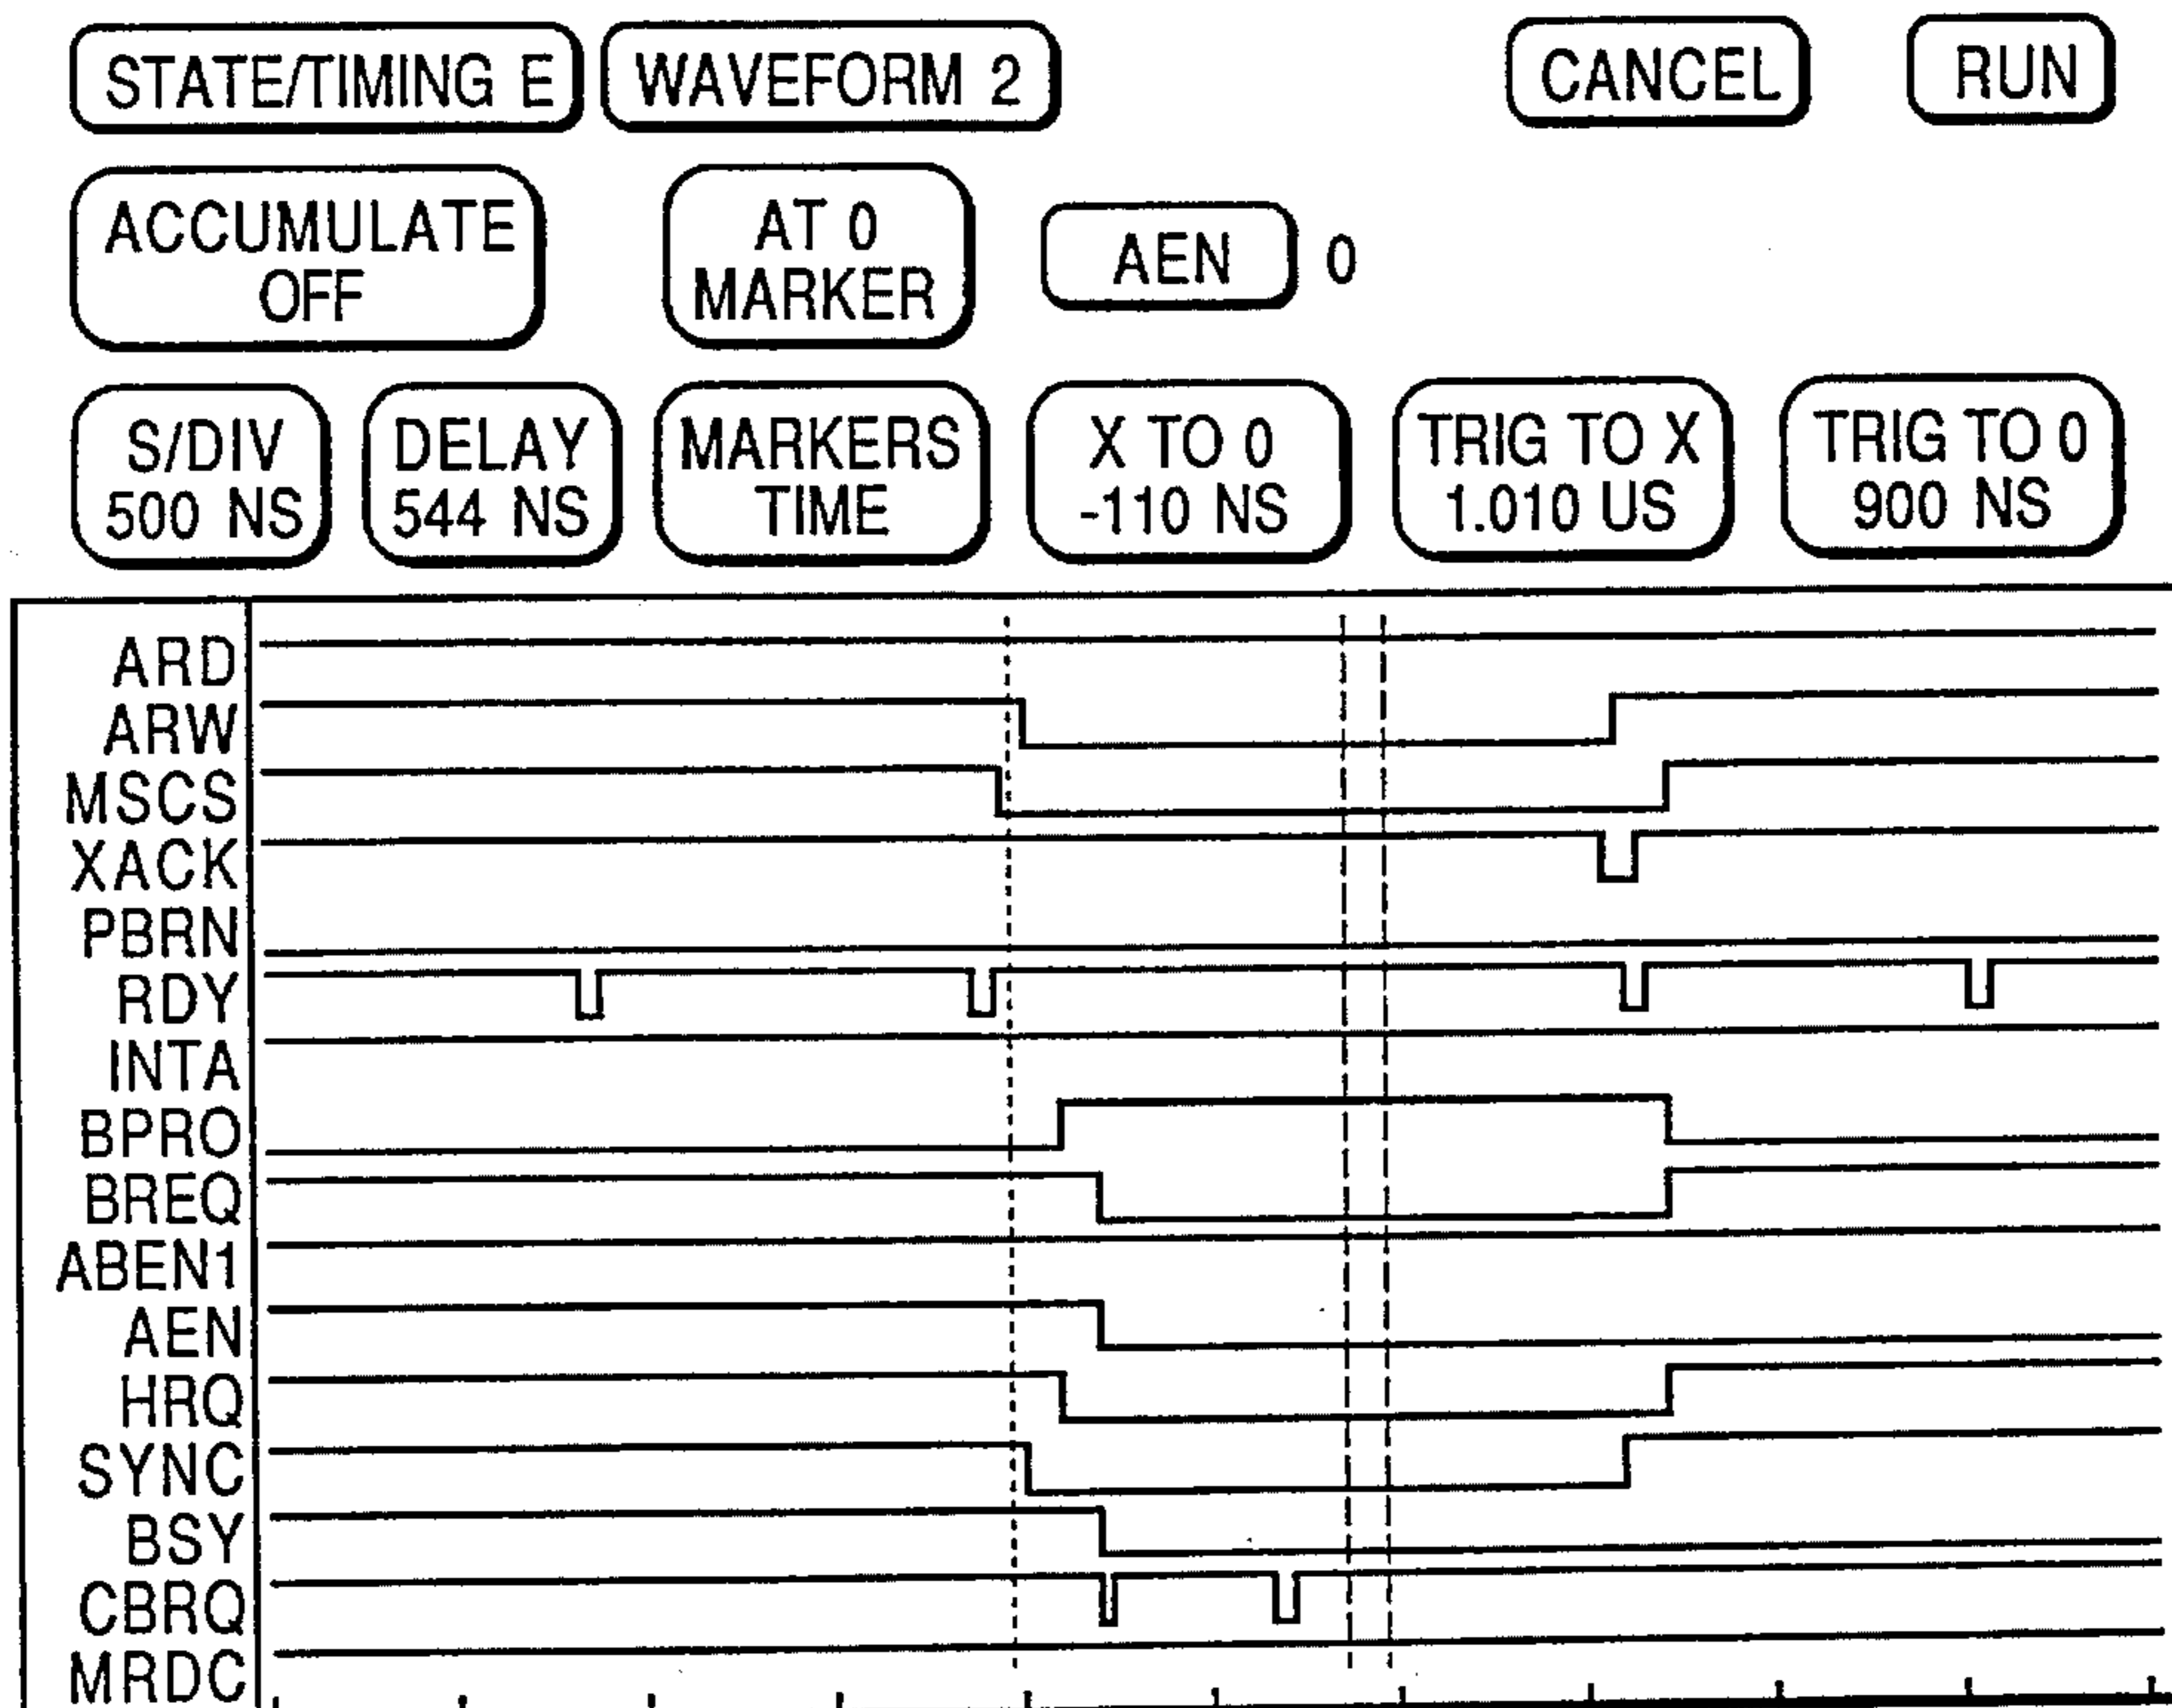 STATE/TIMING E
WAVEFORM 2
CANCEL
RUN
ACCUMULATE
OFF
AT 0
MARKER
AEN
0
S/DIV
500 NS
DELAY
544 NS
MARKERS
TIME
X TO 0
-110 NS
TRIG TO X
1.010 US
TRIG TO 0
900 NS
ARD
ARW
MSCS
XACK
PBRN
RDY
INTA
BPRO
BREQ
ABEN1
AEN
HRQ
SYNC
BSY
CBRQ
MRDC